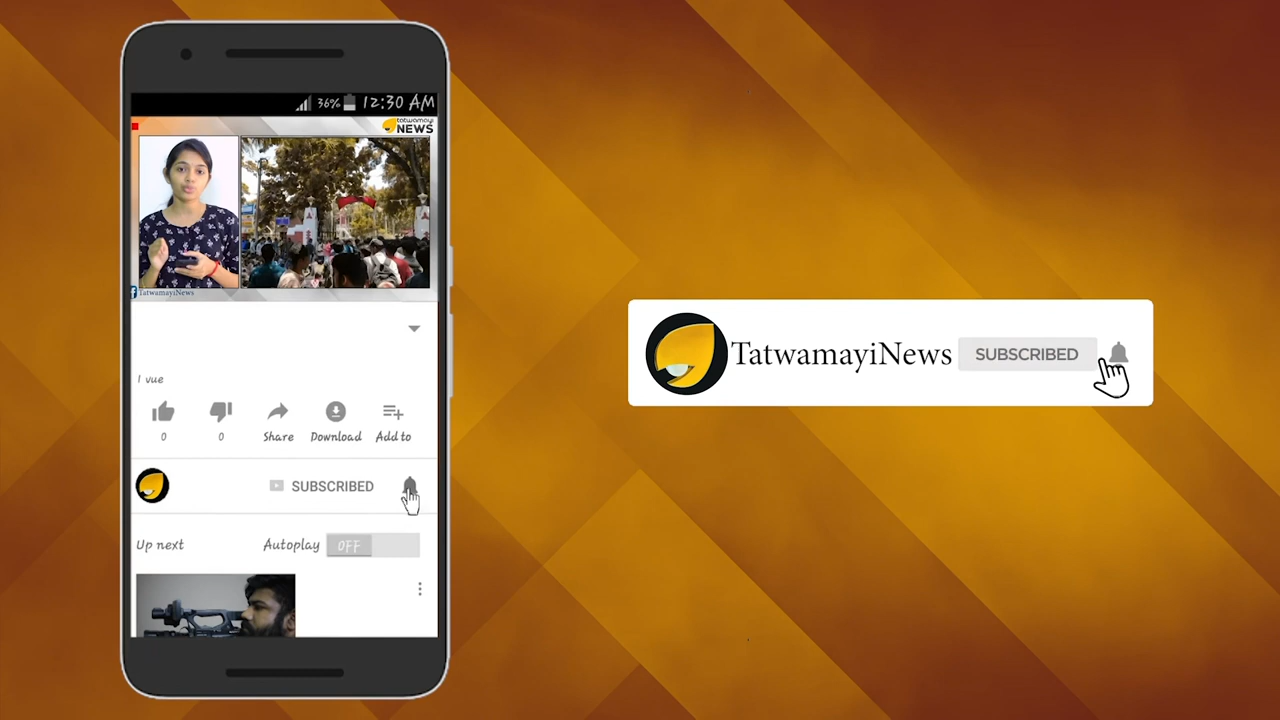 36% 12:30 AM
tatwamayi
NEWS
TatwamayiNews
1 vue
0 0 Share Download Add to
SUBSCRIBED
Up next Autoplay OFF
TatwamayiNews SUBSCRIBED